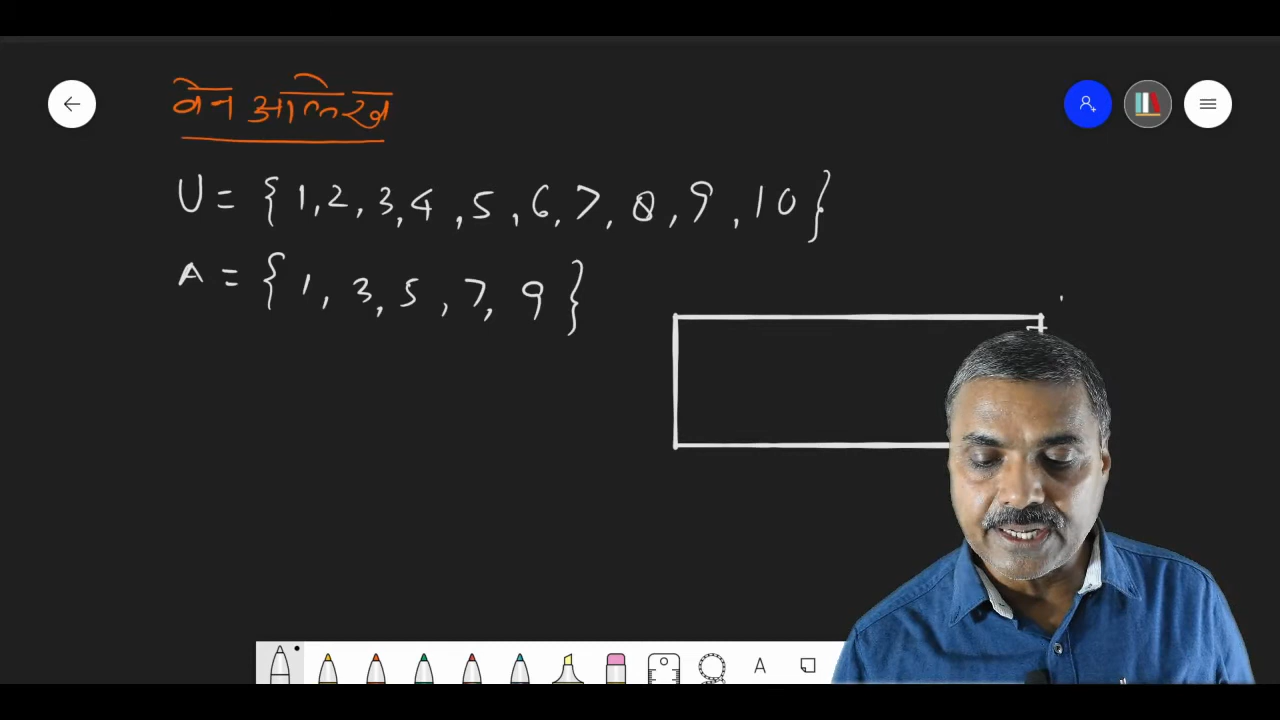 वेन आलेख
U = { 1, 2, 3, 4, 5, 6, 7, 8, 9, 10 }
A = { 1, 3, 5, 7, 9 }
A